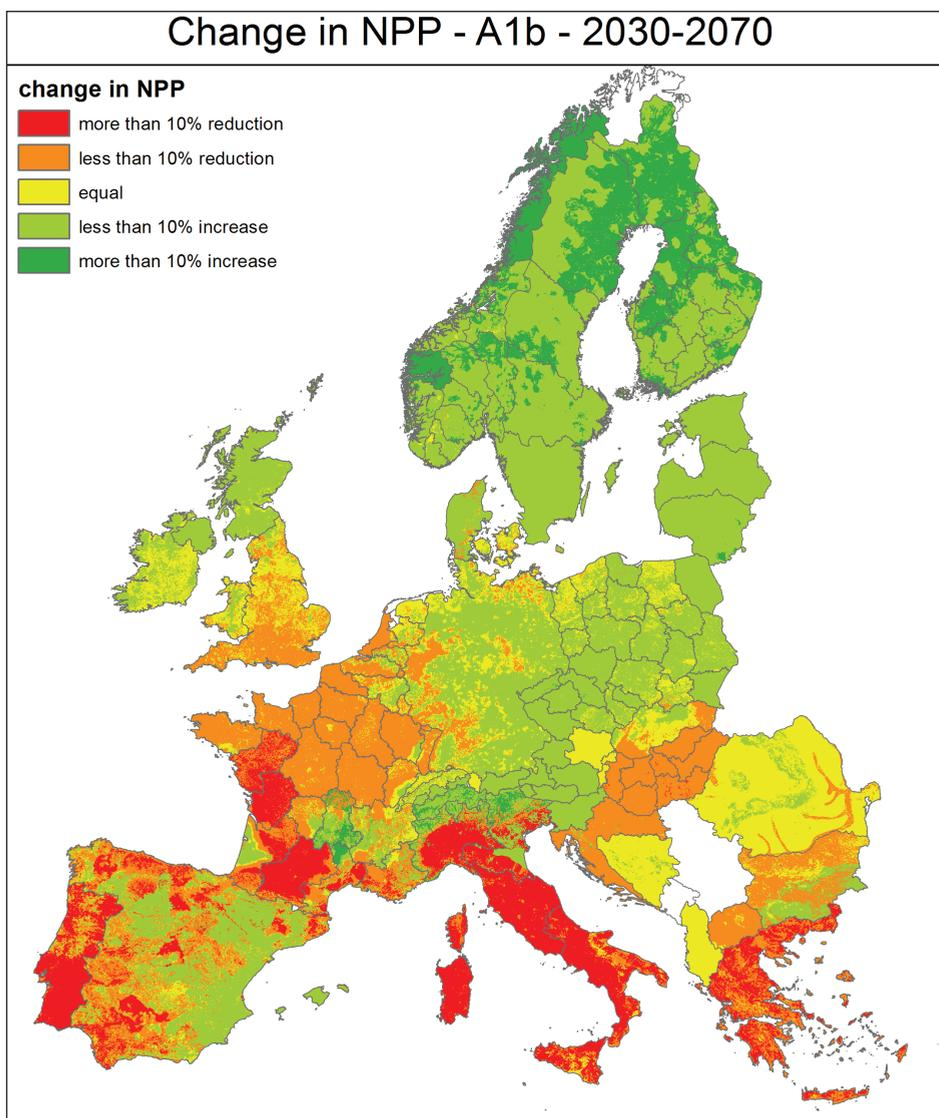 Change in NPP - A1b - 2030-2070
change in NPP
more than 10% reduction
less than 10% reduction
equal
less than 10% increase
more than 10% increase